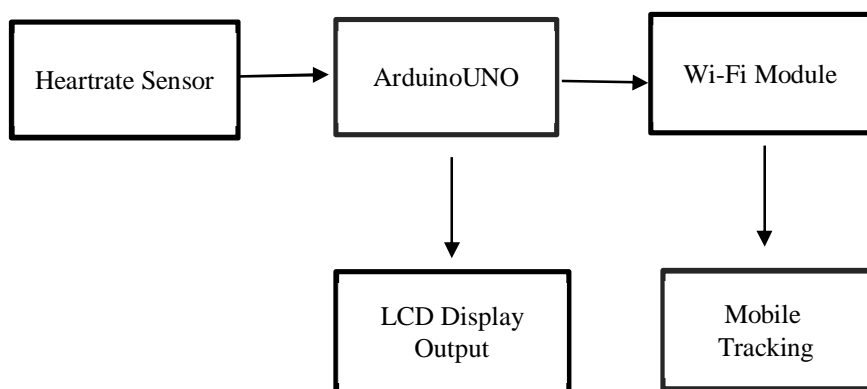 Heartrate Sensor
ArduinoUNO
Wi-Fi Module
LCD Display
Output
Mobile
Tracking